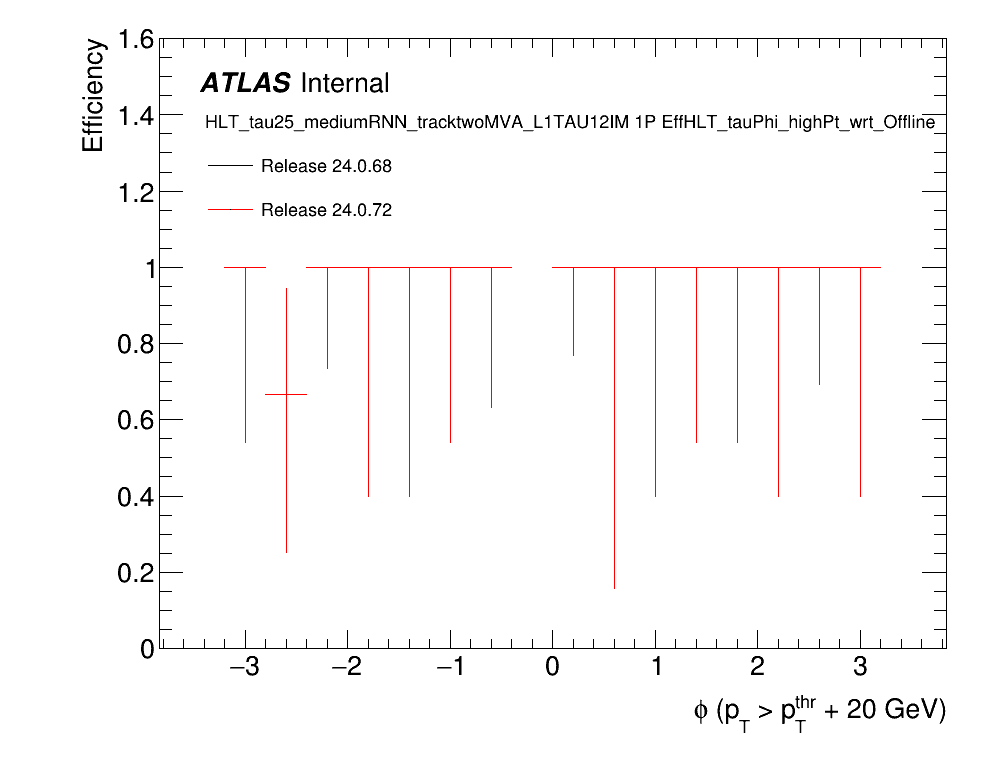 Efficiency
1.6
1.4
1.2
1
0.8
0.6
0.4
0.2
0
ATLAS Internal
HLT_tau25_mediumRNN_tracktwoMVA_L1TAU12IM 1P EffHLT_tauPhi_highPt_wrt_Offline
Release 24.0.68
Release 24.0.72
−3 −2 −1 0 1 2 3
ϕ (p_T > p_T^thr + 20 GeV)